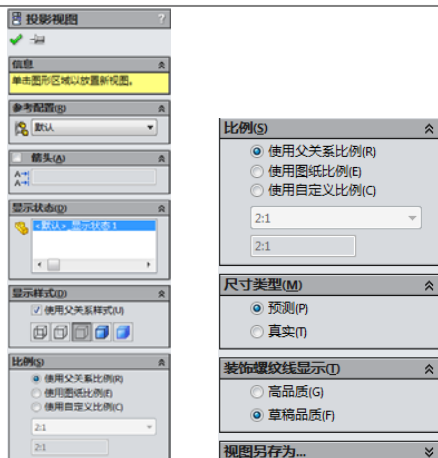 投影视图 ?
信息
单击图形区域以放置新视图。
参考配置(R)
默认
箭头(A)
显示状态(D)
<默认>_显示状态 1
显示样式(D)
使用父关系样式(U)
比例(S)
使用父关系比例(R)
使用图纸比例(E)
使用自定义比例(C)
2:1
2:1
比例(S)
使用父关系比例(R)
使用图纸比例(E)
使用自定义比例(C)
2:1
2:1
尺寸类型(M)
预测(P)
真实(T)
装饰螺纹线显示(T)
高品质(G)
草稿品质(F)
视图另存为...